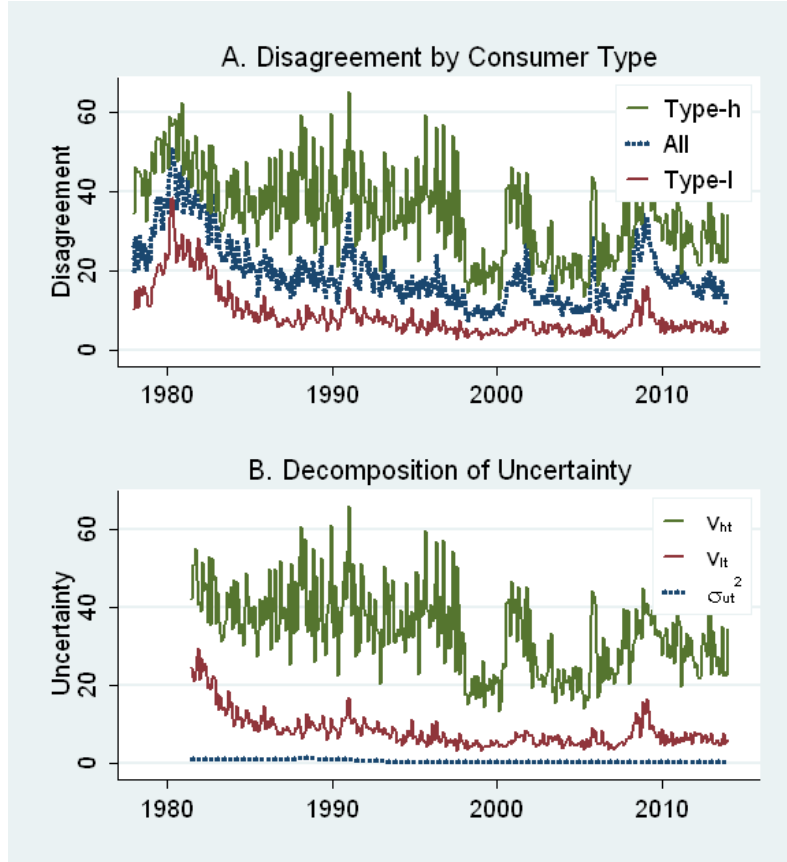 A. Disagreement by Consumer Type
Disagreement
60
40
20
0
Type-h
All
Type-l
1980 1990 2000 2010
B. Decomposition of Uncertainty
Uncertainty
60
40
20
0
Vht
Vlt
σut²
1980 1990 2000 2010